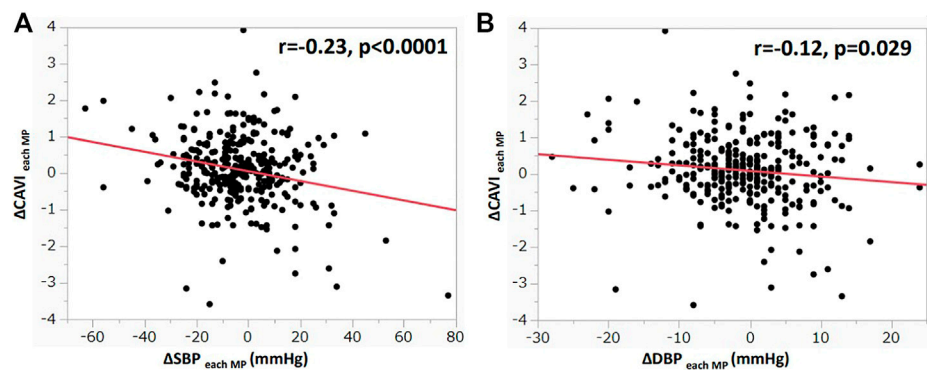 A
r=-0.23, p<0.0001
4
3
2
1
0
-1
-2
-3
-4
ΔCAVI each MP
-60 -40 -20 0 20 40 60 80
ΔSBP each MP (mmHg)
B
r=-0.12, p=0.029
4
3
2
1
0
-1
-2
-3
-4
ΔCAVI each MP
-30 -20 -10 0 10 20
ΔDBP each MP (mmHg)